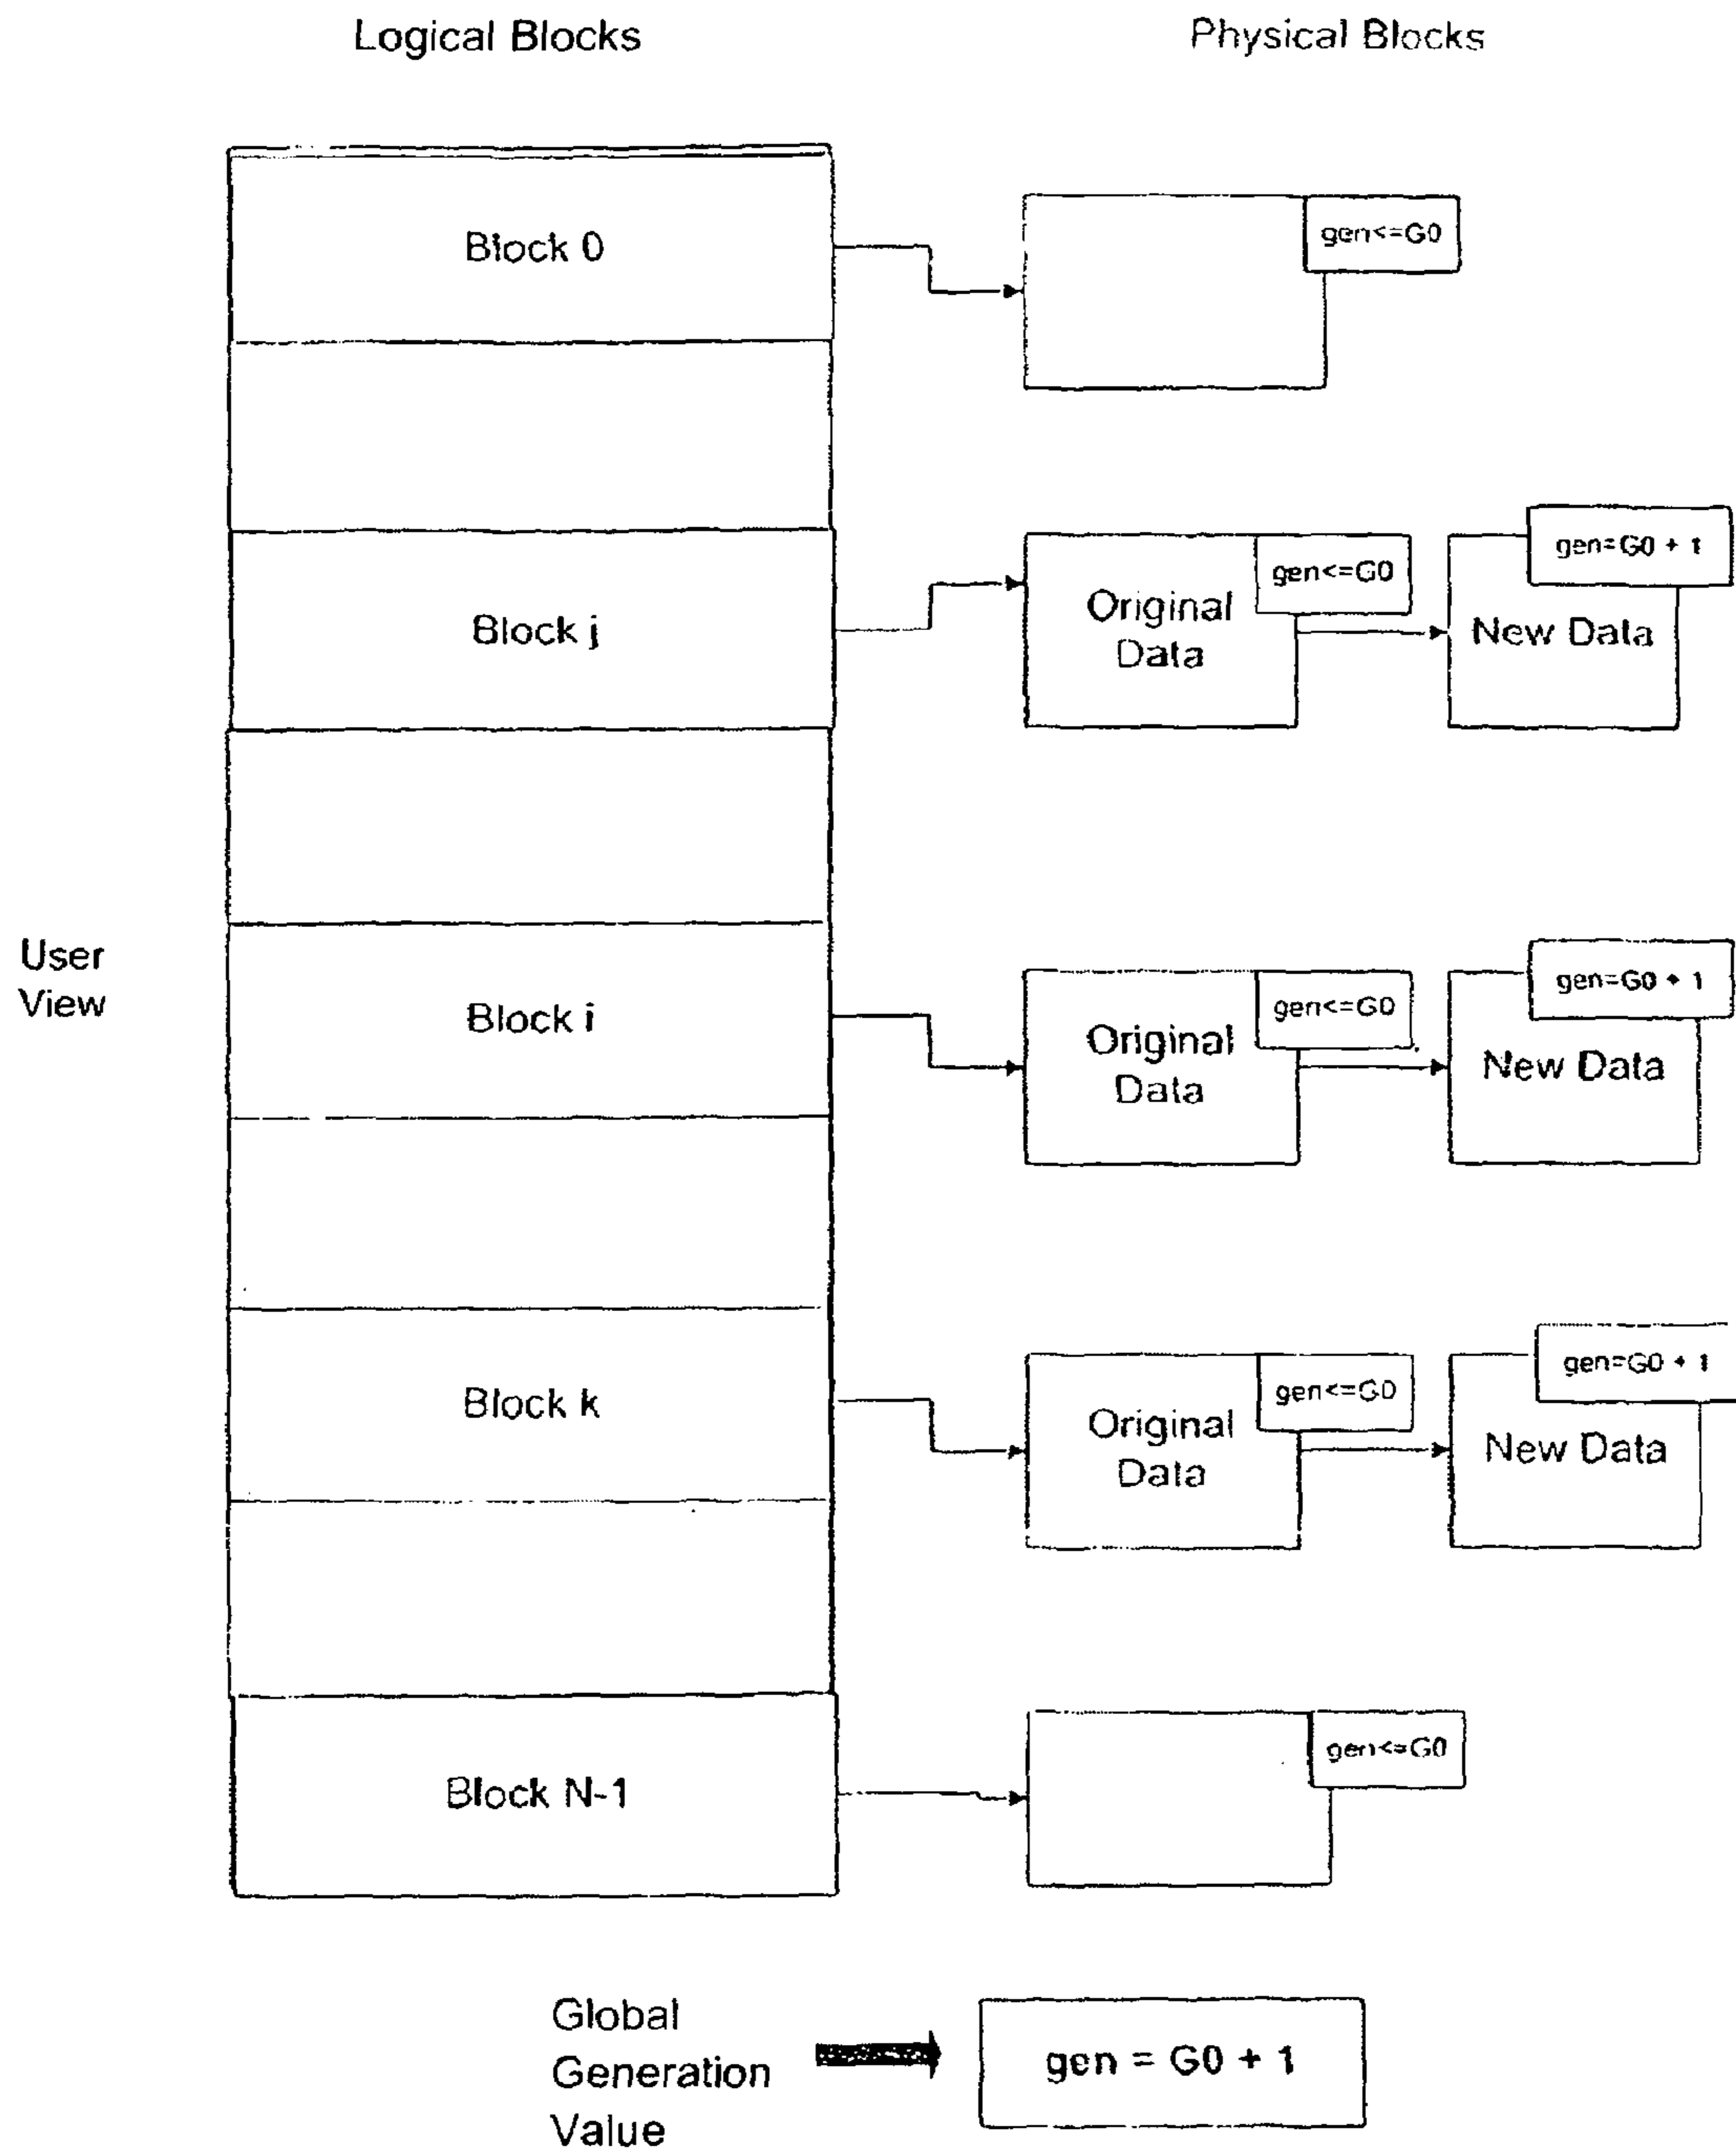 Logical Blocks
Physical Blocks
Block 0
gen<=G0
Block j
Original
Data
gen<=G0
gen=G0 + 1
New Data
User
View
Block i
Original
Data
gen<=G0
gen=G0 + 1
New Data
Block k
Original
Data
gen<=G0
gen=G0 + 1
New Data
Block N-1
gen<=G0
Global
Generation
Value
gen = G0 + 1